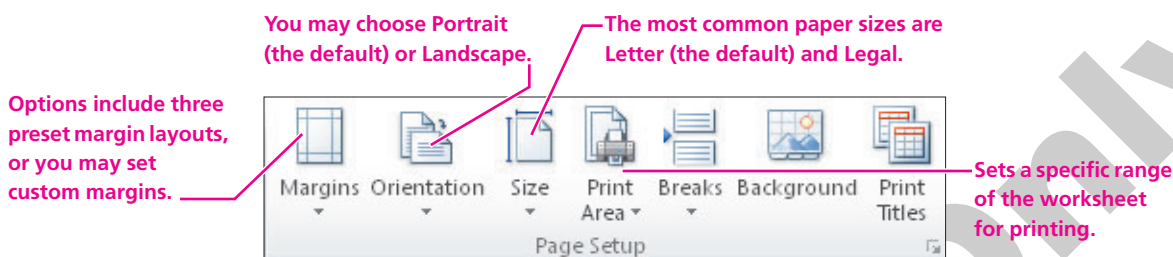 You may choose Portrait
(the default) or Landscape.
The most common paper sizes are
Letter (the default) and Legal.
Options include three
preset margin layouts,
or you may set
custom margins.
Margins Orientation Size Print Breaks Background Print
Area Titles
Page Setup
Sets a specific range
of the worksheet
for printing.